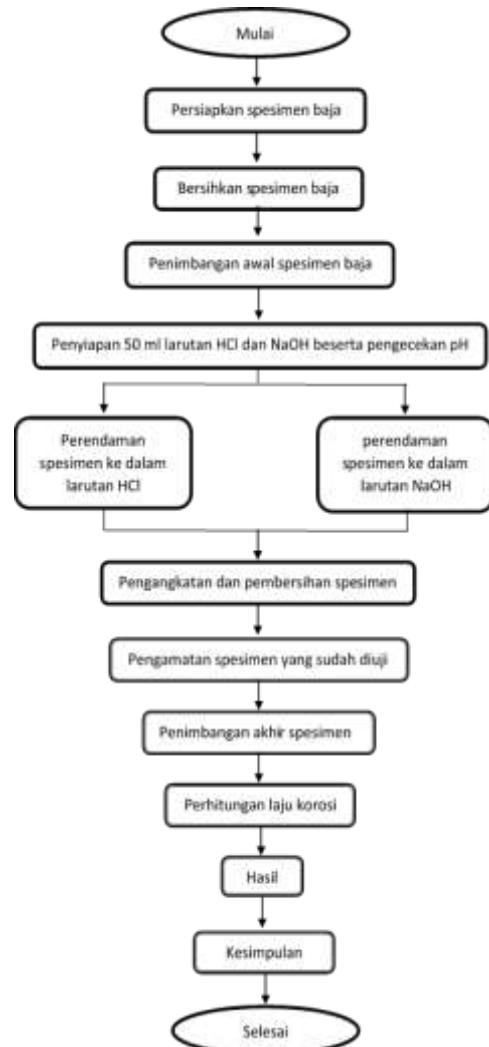 Mulai
Persiapkan spesimen baja
Bersihkan spesimen baja
Penimbangan awal spesimen baja
Penyiapan 50 ml larutan HCl dan NaOH beserta pengecekan pH
Perendaman
spesimen ke dalam
larutan HCl
perendaman
spesimen ke dalam
larutan NaOH
Pengangkatan dan pembersihan spesimen
Pengamatan spesimen yang sudah diuji
Penimbangan akhir spesimen
Perhitungan laju korosi
Hasil
Kesimpulan
Selesai